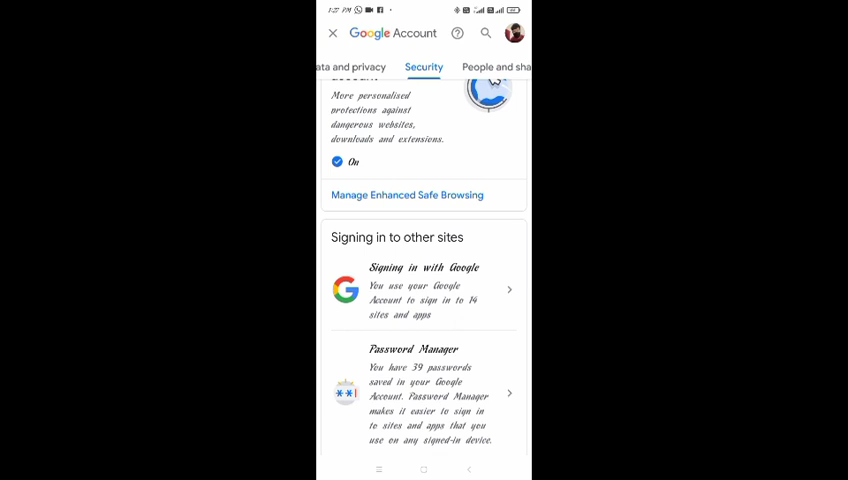 1:27 PM
Google Account
ata and privacy Security People and sha
account
More personalised
protections against
dangerous websites,
downloads and extensions.
On
Manage Enhanced Safe Browsing
Signing in to other sites
Signing in with Google
You use your Google
Account to sign in to 14
sites and apps
Password Manager
You have 39 passwords
saved in your Google
Account. Password Manager
makes it easier to sign in
to sites and apps that you
use on any signed-in device.